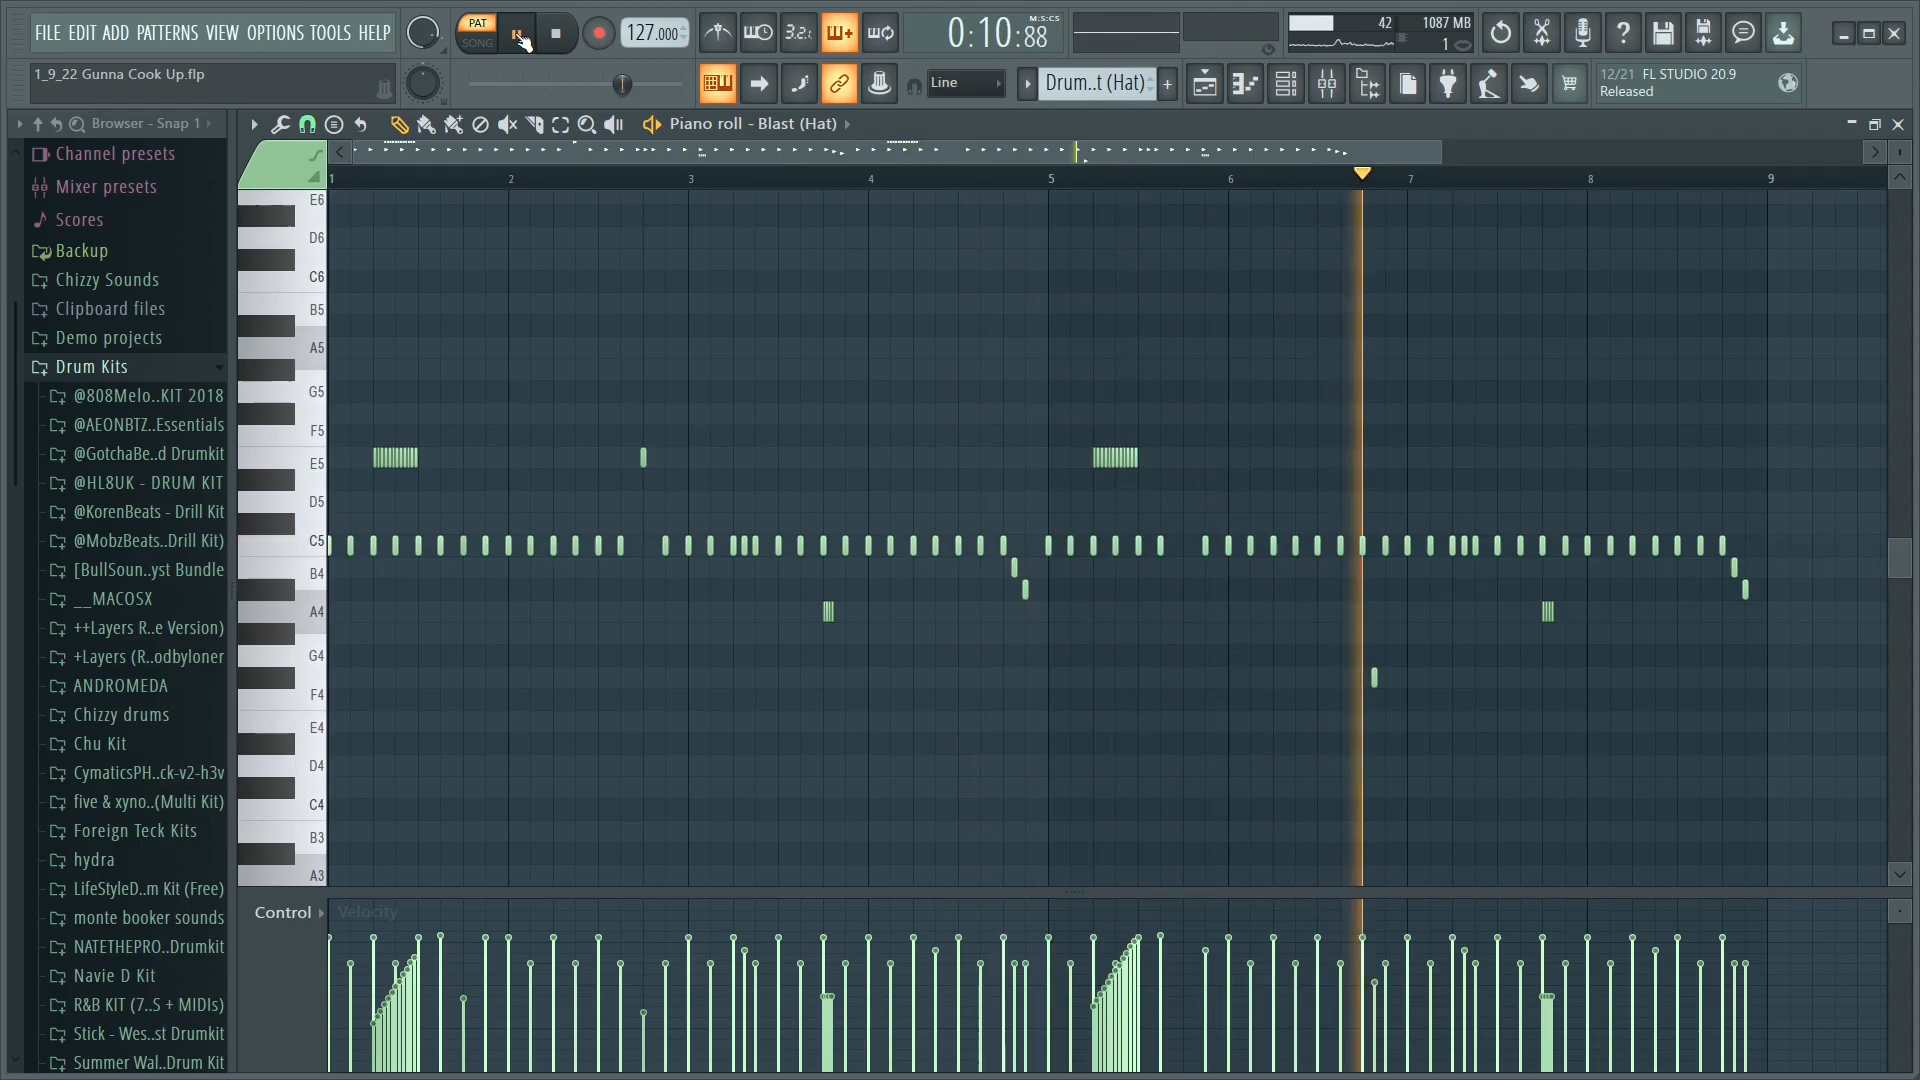 FILE EDIT ADD PATTERNS VIEW OPTIONS TOOLS HELP
PAT
SONG
127.000
3.2.
0:10:88
M:S:CS
42
1087 MB
1
1_9_22 Gunna Cook Up.flp
Line
Drum..t (Hat)
+
12/21 FL STUDIO 20.9
Released
Browser - Snap 1
Piano roll - Blast (Hat)
Channel presets
Mixer presets
Scores
Backup
Chizzy Sounds
Clipboard files
Demo projects
Drum Kits
@808Melo..KIT 2018
@AEONBTZ..Essentials
@GotchaBe..d Drumkit
@HL8UK - DRUM KIT
@KorenBeats - Drill Kit
@MobzBeats..Drill Kit)
[BullSoun..yst Bundle
__MACOSX
++Layers R..e Version)
+Layers (R..odbyloner
ANDROMEDA
Chizzy drums
Chu Kit
CymaticsPH..ck-v2-h3v
five & xyno..(Multi Kit)
Foreign Teck Kits
hydra
LifeStyleD..m Kit (Free)
monte booker sounds
NATETHEPRO..Drumkit
Navie D Kit
R&B KIT (7..S + MIDIs)
Stick - Wes..st Drumkit
Summer Wal..Drum Kit
1 2 3 4 5 6 7 8 9
E6
D6
C6
B5
A5
G5
F5
E5
D5
C5
B4
A4
G4
F4
E4
D4
C4
B3
A3
Control
Velocity